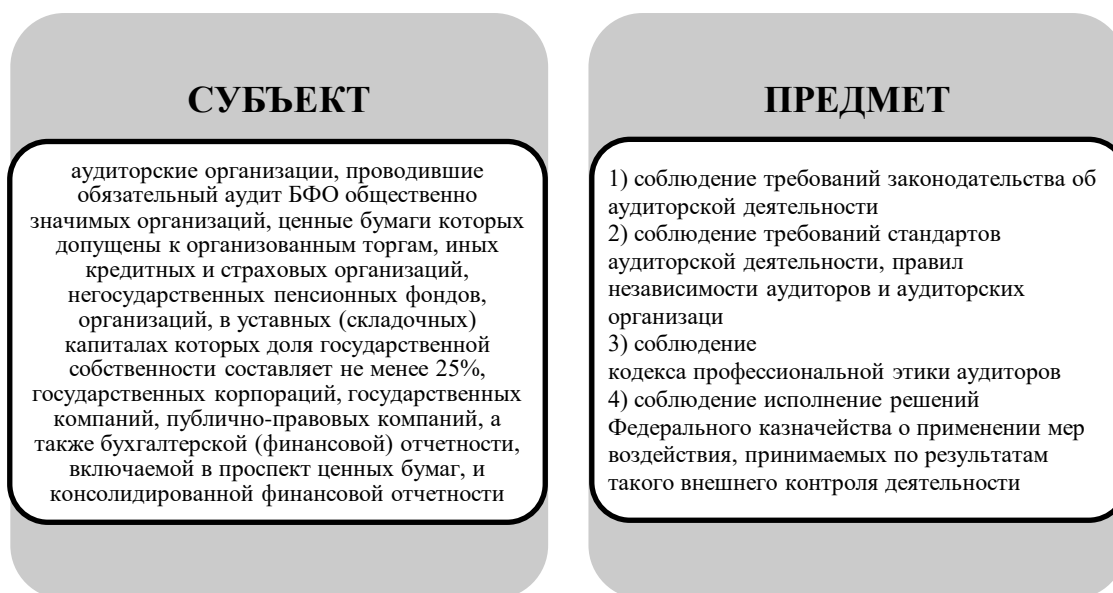 СУБЪЕКТ
аудиторские организации, проводившие
обязательный аудит БФО общественно
значимых организаций, ценные бумаги которых
допущены к организованным торгам, иных
кредитных и страховых организаций,
негосударственных пенсионных фондов,
организаций, в уставных (складочных)
капиталах которых доля государственной
собственности составляет не менее 25%,
государственных корпораций, государственных
компаний, публично-правовых компаний, а
также бухгалтерской (финансовой) отчетности,
включаемой в проспект ценных бумаг, и
консолидированной финансовой отчетности
ПРЕДМЕТ
1) соблюдение требований законодательства об
аудиторской деятельности
2) соблюдение требований стандартов
аудиторской деятельности, правил
независимости аудиторов и аудиторских
организаци
3) соблюдение
кодекса профессиональной этики аудиторов
4) соблюдение исполнение решений
Федерального казначейства о применении мер
воздействия, принимаемых по результатам
такого внешнего контроля деятельности